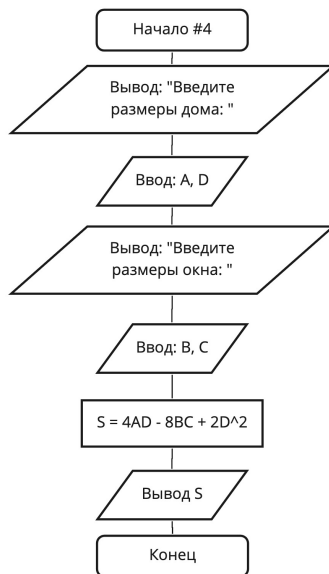 Начало #4
Вывод: "Введите
размеры дома: "
Ввод: A, D
Вывод: "Введите
размеры окна: "
Ввод: B, C
S = 4AD - 8BC + 2D^2
Вывод S
Конец